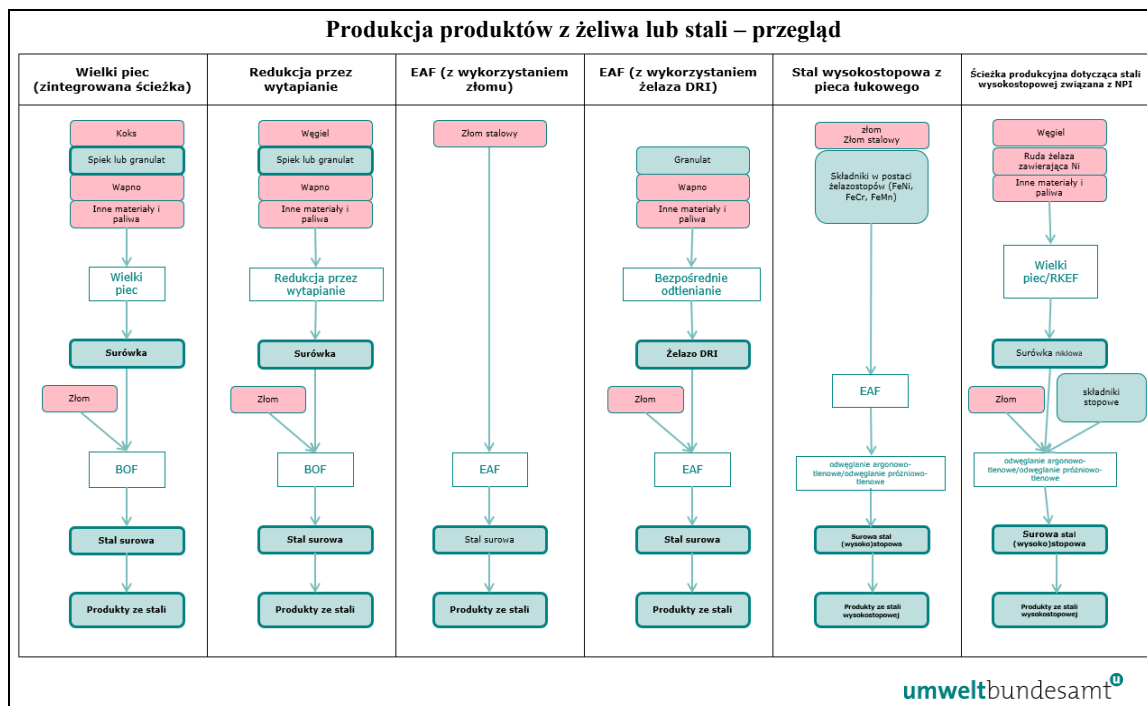 Produkcja produktów z żeliwa lub stali – przegląd
Wielki piec
(zintegrowana ścieżka)
Koks
Spiek lub granulat
Wapno
Inne materiały i
paliwa
Wielki
piec
Surówka
Złom
BOF
Stal surowa
Produkty ze stali
Redukcja przez
wytapianie
Węgiel
Spiek lub granulat
Wapno
Inne materiały i
paliwa
Redukcja przez
wytapianie
Surówka
Złom
BOF
Stal surowa
Produkty ze stali
EAF (z wykorzystaniem
złomu)
Złom stalowy
EAF
Stal surowa
Produkty ze stali
EAF (z wykorzystaniem
żelaza DRI)
Granulat
Wapno
Inne materiały i
paliwa
Bezpośrednie
odtlenianie
Żelazo DRI
Złom
EAF
Stal surowa
Produkty ze stali
Stal wysokostopowa z
pieca łukowego
złom
Złom stalowy
Składniki w postaci
żelazostopów (FeNi,
FeCr, FeMn)
EAF
odwęglanie argonowo-
tlenowe/odwęglanie próżniowo-
tlenowe
Surowa stal
(wysoko)stopowa
Produkty ze stali
wysokostopowej
Ścieżka produkcyjna dotycząca stali
wysokostopowej związana z NPI
Węgiel
Ruda żelaza
zawierająca Ni
Inne materiały i
paliwa
Wielki
piec/RKEF
Surówka niklowa
Złom
składniki
stopowe
odwęglanie argonowo-
tlenowe/odwęglanie próżniowo-
tlenowe
Surowa stal
(wysoko)stopowa
Produkty ze stali
wysokostopowej
umweltbundesamt
u